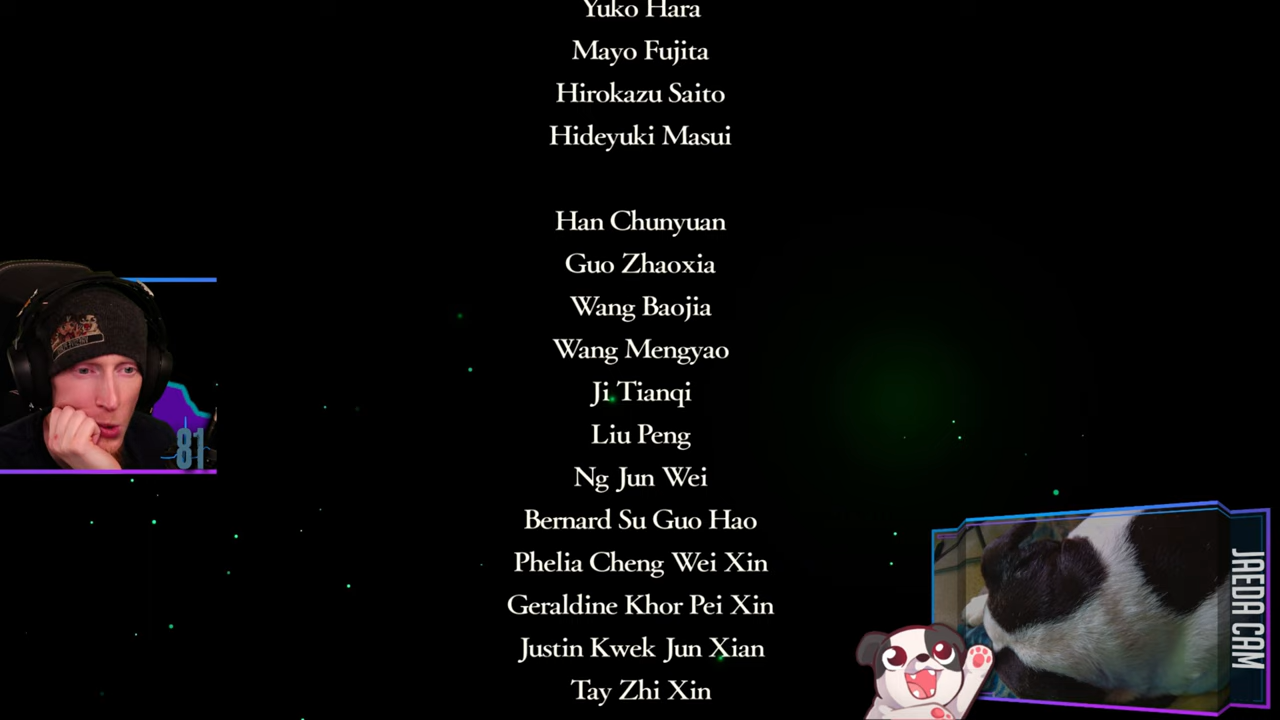 Yuko Hara
Mayo Fujita
Hirokazu Saito
Hideyuki Masui
Han Chunyuan
Guo Zhaoxia
Wang Baojia
Wang Mengyao
Ji Tianqi
Liu Peng
Ng Jun Wei
Bernard Su Guo Hao
Phelia Cheng Wei Xin
Geraldine Khor Pei Xin
Justin Kwek Jun Xian
Tay Zhi Xin
81
JAEDA CAM